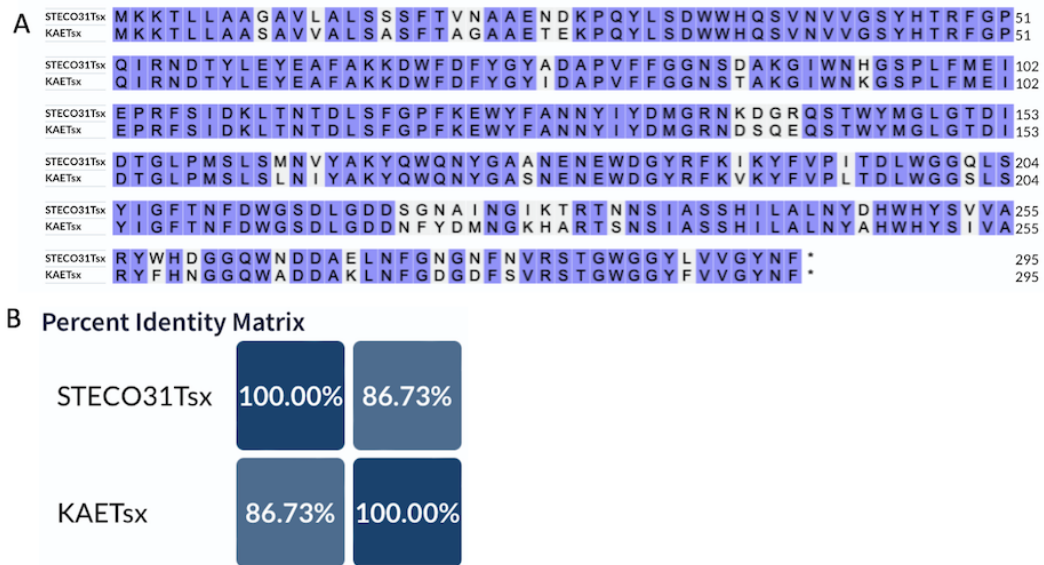 A
STECO31Tsx MKKTLLAAGAVLALSSSFTVNAAENDKPQYLSDWWHQSVNVVGSYHTRFGP 51
KAETsx MKKTLLAASAVVALSASFTAGAAETEKPQYLSDWWHQSVNVVGSYHTRFGP 51
STECO31Tsx QIRNDTYLEYEAFAKKDWFDFYGYADAPVFFGGNSDAKGIWNHGSPLFMEI 102
KAETsx QIRNDTYLEYEAFAKKDWFDFYGYIDAPVFFGGNSTAKGIWNKGSPLFMEI 102
STECO31Tsx EPRFSIDKLTNTDLSFGPFKEWYFANNYIYDMGRNKDGRQSTWYMGLGTDI 153
KAETsx EPRFSIDKLTNTDLSFGPFKEWYFANNYIYDMGRNDSQEQSTWYMGLGTDI 153
STECO31Tsx DTGLPMSLSMNVYAKYQWQNYGAANENEWDGYRFKIKYFVPITDLWGGQLS 204
KAETsx DTGLPMSLSLNIYAKYQWQNYGASNENEWDGYRFKVKYFVPLTDLWGGSLS 204
STECO31Tsx YIGFTNFDWGSDLGDDSGNAINGIKTRTNNSIASSHILALNYDHWHYSVVA 255
KAETsx YIGFTNFDWGSDLGDDNFYDMNGKHARTSNSIASSHILALNYAHWHYSIVA 255
STECO31Tsx RYWHDGGQWNDDAELNFGNGNFNVRSTGWGGYLVVGYNF* 295
KAETsx RYFHNGGQWADDAKLNFGDGDFSVRSTGWGGYFVVGYNF* 295
B Percent Identity Matrix
STECO31Tsx 100.00% 86.73%
KAETsx 86.73% 100.00%